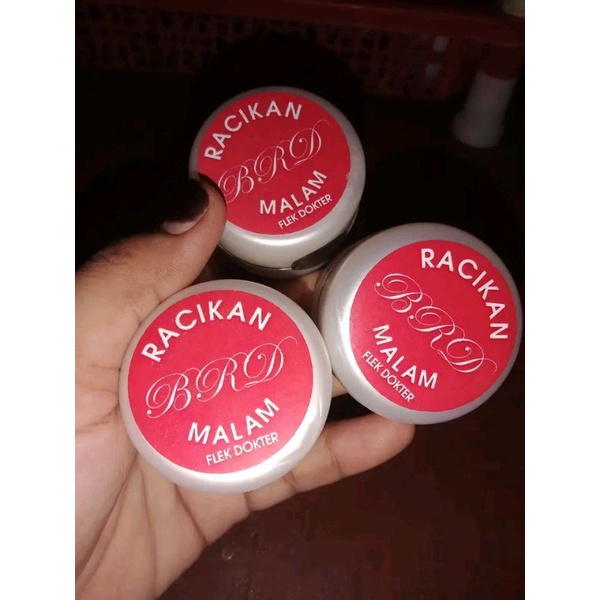 RACIKAN
BRD
MALAM
FLEK DOKTER
RACIKAN
BRD
MALAM
FLEK DOKTER
RACIKAN
BRD
MALAM
FLEK DOKTER